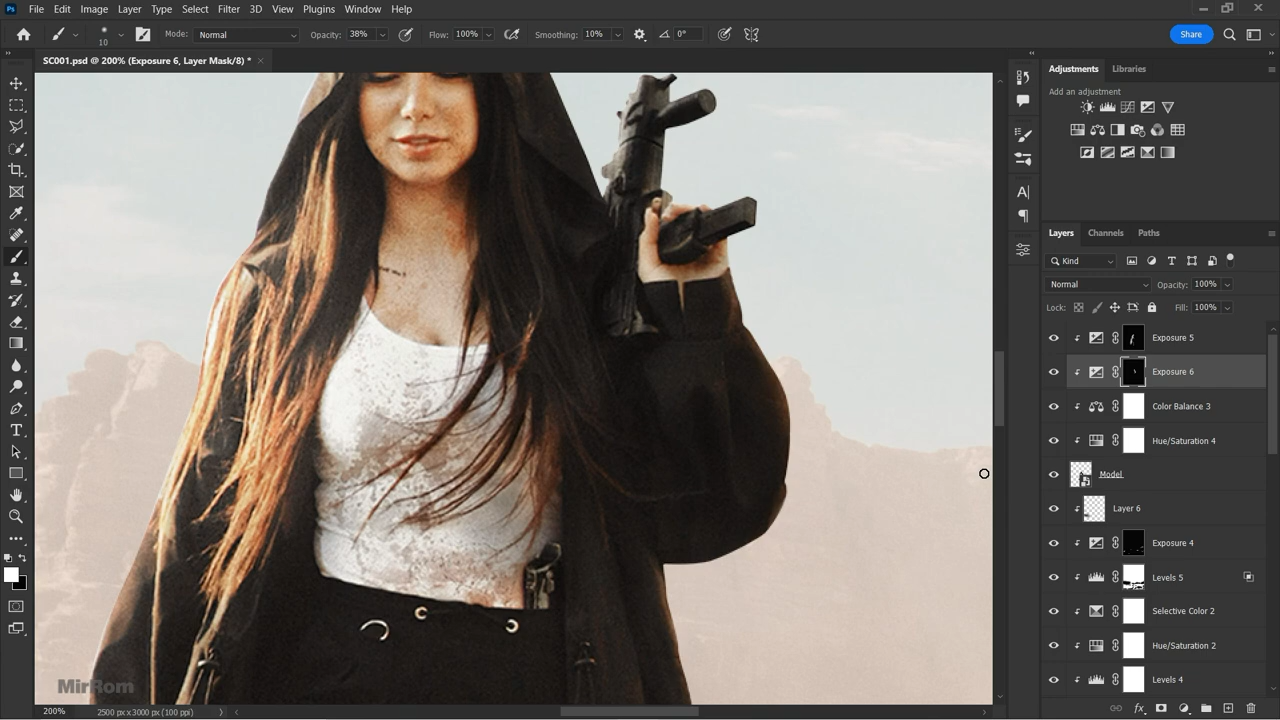 Ps File Edit Image Layer Type Select Filter 3D View Plugins Window Help
10 Mode: Normal Opacity: 38% Flow: 100% Smoothing: 10% 0° Share
SC001.psd @ 200% (Exposure 6, Layer Mask/8) *
Adjustments Libraries
Add an adjustment
Layers Channels Paths
Kind
Normal Opacity: 100%
Lock: Fill: 100%
Exposure 5
Exposure 6
Color Balance 3
Hue/Saturation 4
Model
Layer 6
Exposure 4
Levels 5
Selective Color 2
Hue/Saturation 2
Levels 4
MirRom
200% 2500 px x 3000 px (100 ppi)